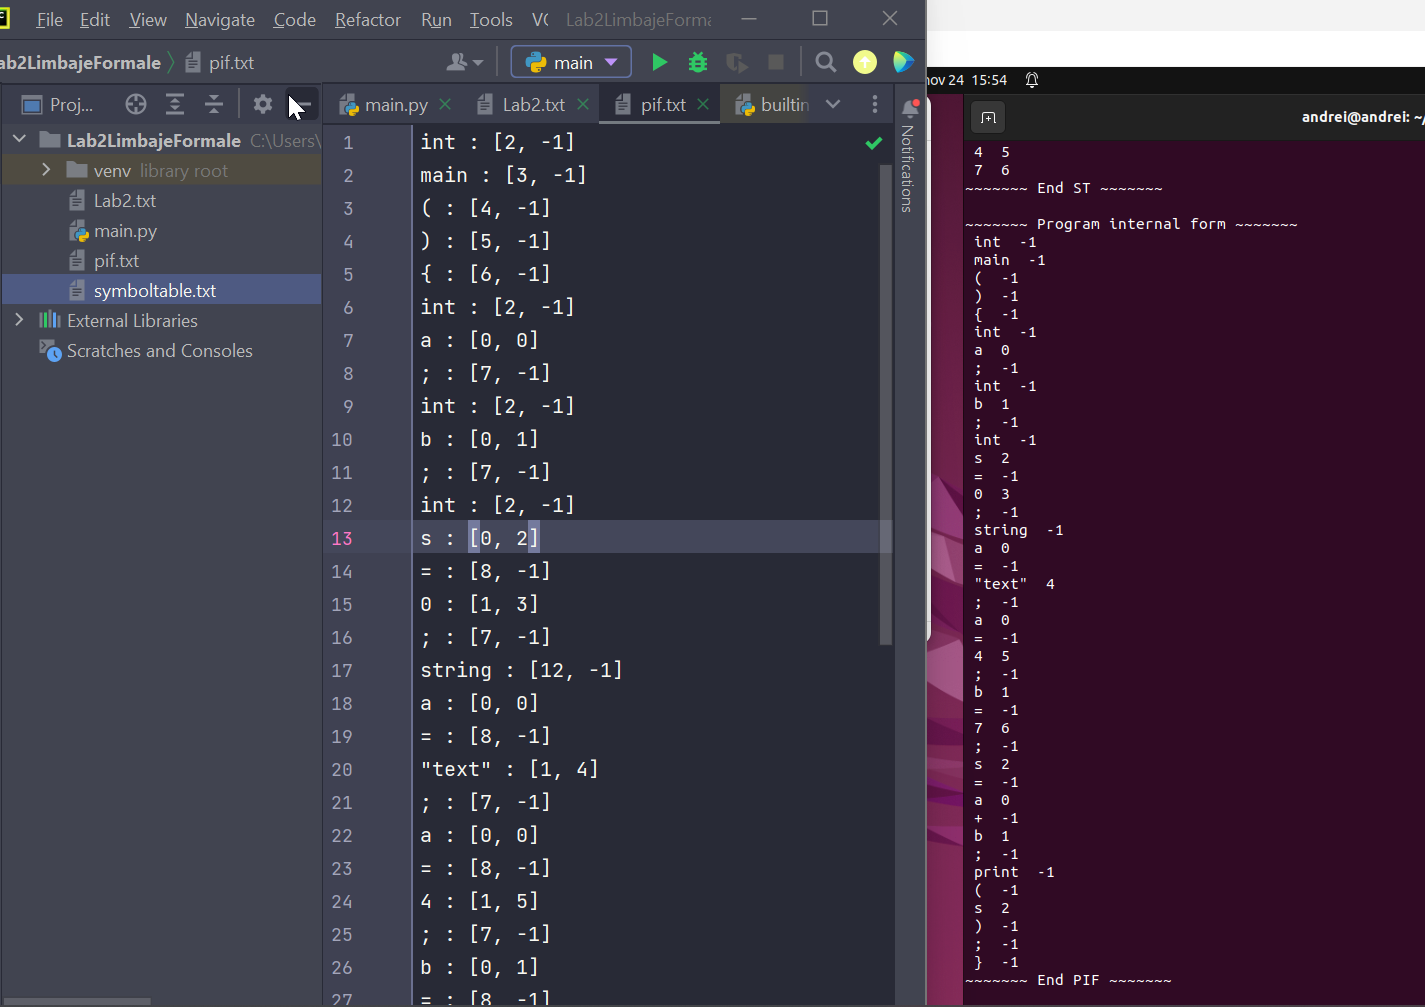 File Edit View Navigate Code Refactor Run Tools Lab2LimbajeForma
ab2LimbajeFormale pif.txt main
Proj... main.py Lab2.txt pif.txt builtin
Lab2LimbajeFormale C:\Users\
venv library root
Lab2.txt
main.py
pif.txt
symboltable.txt
External Libraries
Scratches and Consoles
1 int : [2, -1]
2 main : [3, -1]
3 ( : [4, -1]
4 ) : [5, -1]
5 { : [6, -1]
6 int : [2, -1]
7 a : [0, 0]
8 ; : [7, -1]
9 int : [2, -1]
10 b : [0, 1]
11 ; : [7, -1]
12 int : [2, -1]
13 s : [0, 2]
14 = : [8, -1]
15 0 : [1, 3]
16 ; : [7, -1]
17 string : [12, -1]
18 a : [0, 0]
19 = : [8, -1]
20 "text" : [1, 4]
21 ; : [7, -1]
22 a : [0, 0]
23 = : [8, -1]
24 4 : [1, 5]
25 ; : [7, -1]
26 b : [0, 1]
27 = : [8, -1]
Notifications
nov 24 15:54
andrei@andrei: ~/
4 5
7 6
~~~~~~~ End ST ~~~~~~~
~~~~~~~ Program internal form ~~~~~~~
int -1
main -1
( -1
) -1
{ -1
int -1
a 0
; -1
int -1
b 1
; -1
int -1
s 2
= -1
0 3
; -1
string -1
a 0
= -1
"text" 4
; -1
a 0
= -1
4 5
; -1
b 1
= -1
7 6
; -1
s 2
= -1
a 0
+ -1
b 1
; -1
print -1
( -1
s 2
) -1
; -1
} -1
~~~~~~~ End PIF ~~~~~~~